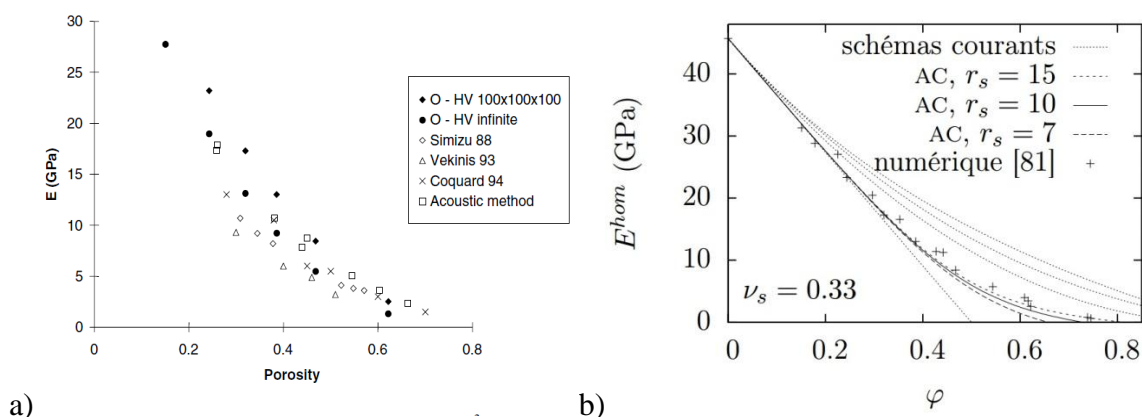 30
25
20
15
10
5
0
E (GPa)
0
0.2
0.4
0.6
0.8
Porosity
O - HV 100x100x100
O - HV infinite
Simizu 88
Vekinis 93
Coquard 94
Acoustic method
a)
40
30
20
10
0
E^{hom} (GPa)
schémas courants
AC, r_s = 15
AC, r_s = 10
AC, r_s = 7
numérique [81]
ν_s = 0.33
0
0.2
0.4
0.6
0.8
φ
b)